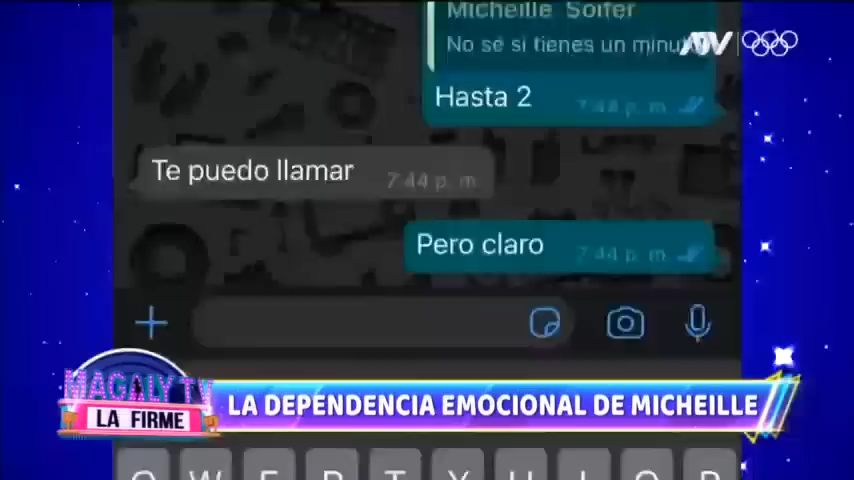 Micheille Soifer
No sé si tienes un minu
ATV
Hasta 2
7:44 p. m.
Te puedo llamar
7:44 p. m.
Pero claro
7:44 p. m.
MAGALY TV
LA FIRME
LA DEPENDENCIA EMOCIONAL DE MICHEILLE
Q W E R T Y U I O P